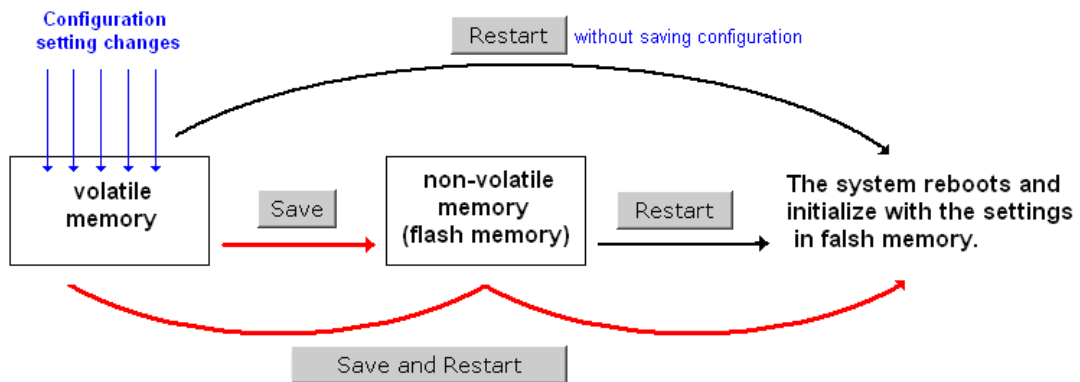 Configuration
setting changes
Restart without saving configuration
volatile
memory
Save
non-volatile
memory
(flash memory)
Restart
The system reboots and
initialize with the settings
in falsh memory.
Save and Restart